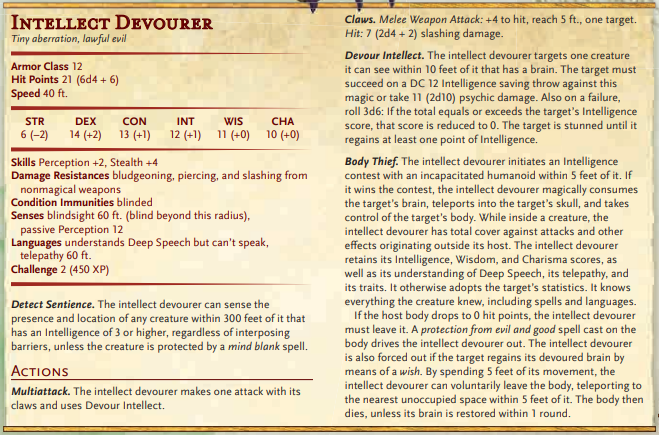 INTELLECT DEVOURER
Tiny aberration, lawful evil
Armor Class 12
Hit Points 21 (6d4 + 6)
Speed 40 ft.
STR DEX CON INT WIS CHA
6 (–2) 14 (+2) 13 (+1) 12 (+1) 11 (+0) 10 (+0)
Skills Perception +2, Stealth +4
Damage Resistances bludgeoning, piercing, and slashing from
nonmagical weapons
Condition Immunities blinded
Senses blindsight 60 ft. (blind beyond this radius),
passive Perception 12
Languages understands Deep Speech but can't speak,
telepathy 60 ft.
Challenge 2 (450 XP)
Detect Sentience. The intellect devourer can sense the
presence and location of any creature within 300 feet of it that
has an Intelligence of 3 or higher, regardless of interposing
barriers, unless the creature is protected by a mind blank spell.
ACTIONS
Multiattack. The intellect devourer makes one attack with its
claws and uses Devour Intellect.
Claws. Melee Weapon Attack: +4 to hit, reach 5 ft., one target.
Hit: 7 (2d4 + 2) slashing damage.
Devour Intellect. The intellect devourer targets one creature
it can see within 10 feet of it that has a brain. The target must
succeed on a DC 12 Intelligence saving throw against this
magic or take 11 (2d10) psychic damage. Also on a failure,
roll 3d6: If the total equals or exceeds the target's Intelligence
score, that score is reduced to 0. The target is stunned until it
regains at least one point of Intelligence.
Body Thief. The intellect devourer initiates an Intelligence
contest with an incapacitated humanoid within 5 feet of it. If
it wins the contest, the intellect devourer magically consumes
the target's brain, teleports into the target's skull, and takes
control of the target's body. While inside a creature, the
intellect devourer has total cover against attacks and other
effects originating outside its host. The intellect devourer
retains its Intelligence, Wisdom, and Charisma scores, as
well as its understanding of Deep Speech, its telepathy, and
its traits. It otherwise adopts the target's statistics. It knows
everything the creature knew, including spells and languages.
If the host body drops to 0 hit points, the intellect devourer
must leave it. A protection from evil and good spell cast on the
body drives the intellect devourer out. The intellect devourer
is also forced out if the target regains its devoured brain by
means of a wish. By spending 5 feet of its movement, the
intellect devourer can voluntarily leave the body, teleporting to
the nearest unoccupied space within 5 feet of it. The body then
dies, unless its brain is restored within 1 round.